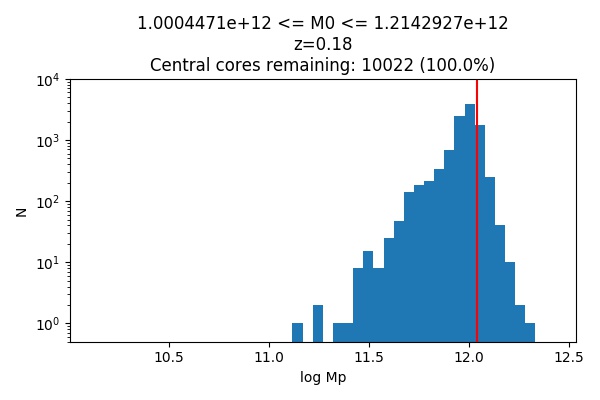 1.0004471e+12 <= M0 <= 1.2142927e+12
z=0.18
Central cores remaining: 10022 (100.0%)
10^4
10^3
10^2
10^1
10^0
N
10.5 11.0 11.5 12.0 12.5
log Mp